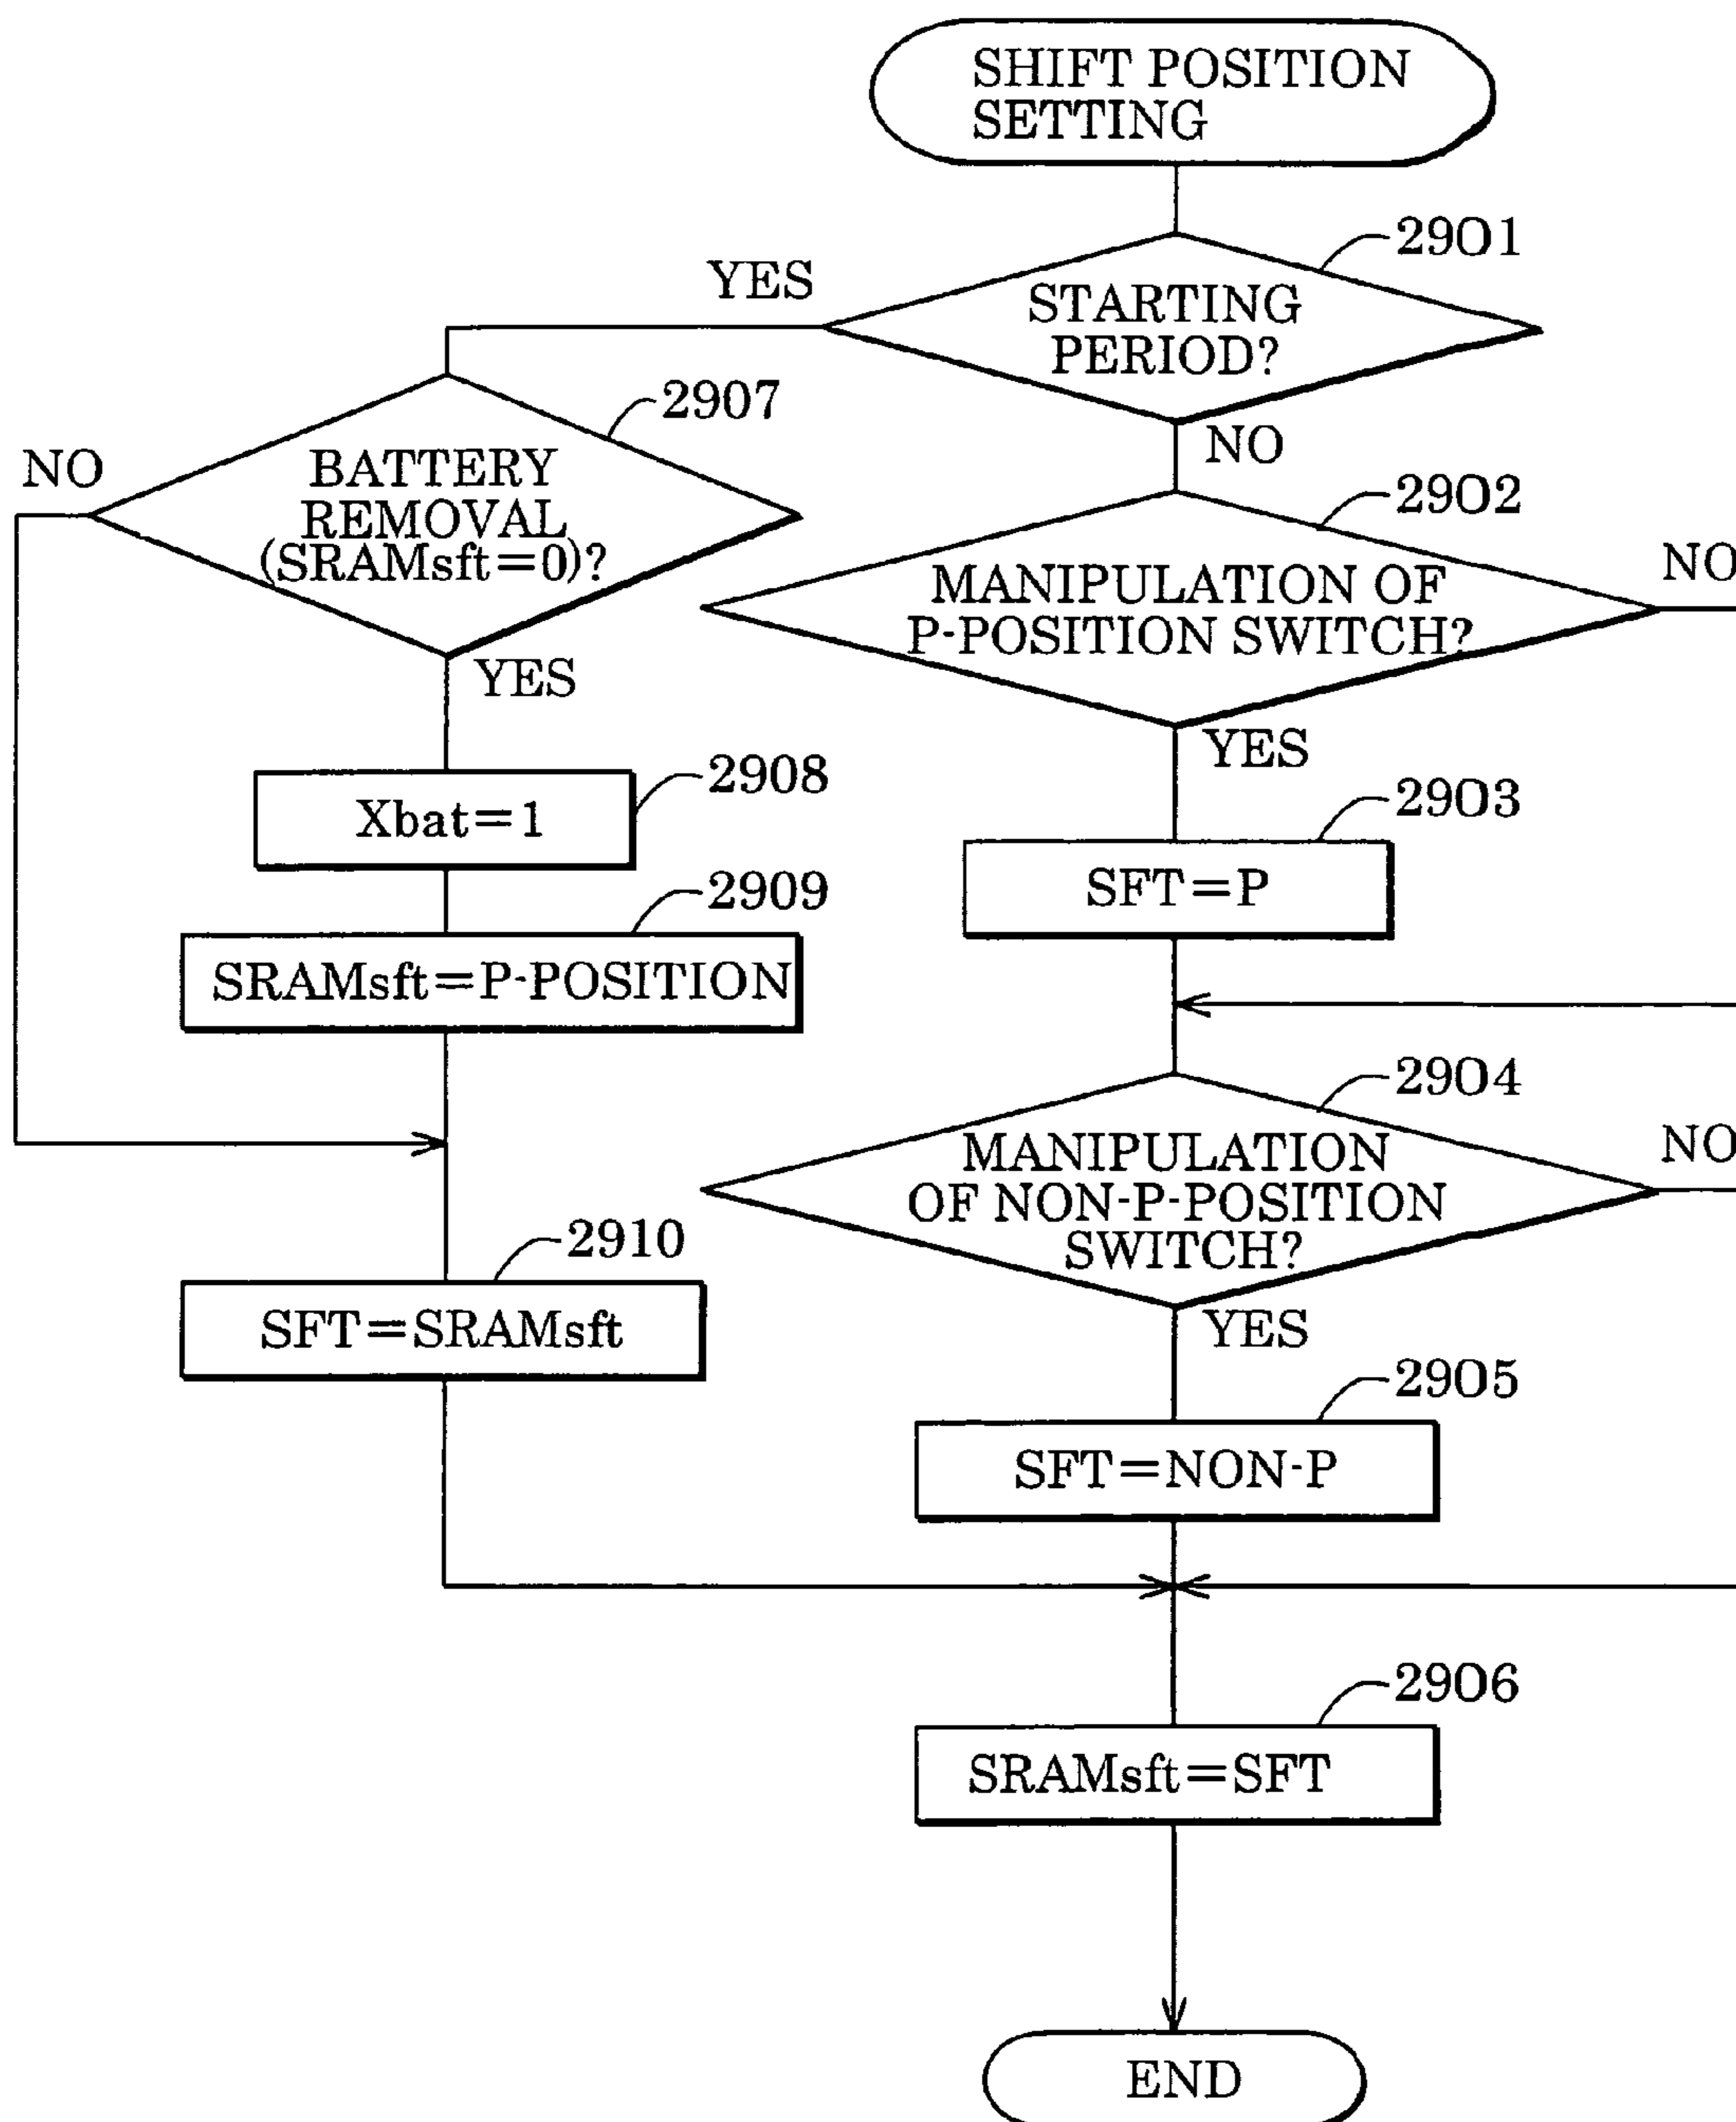 SHIFT POSITION
SETTING
2901
YES
STARTING
PERIOD?
NO
2907
NO
BATTERY
REMOVAL
(SRAMsft=0)?
YES
2908
Xbat=1
2909
SRAMsft=P-POSITION
2910
SFT=SRAMsft
2902
NO
MANIPULATION OF
P-POSITION SWITCH?
YES
2903
SFT=P
2904
NO
MANIPULATION
OF NON-P-POSITION
SWITCH?
YES
2905
SFT=NON-P
2906
SRAMsft=SFT
END